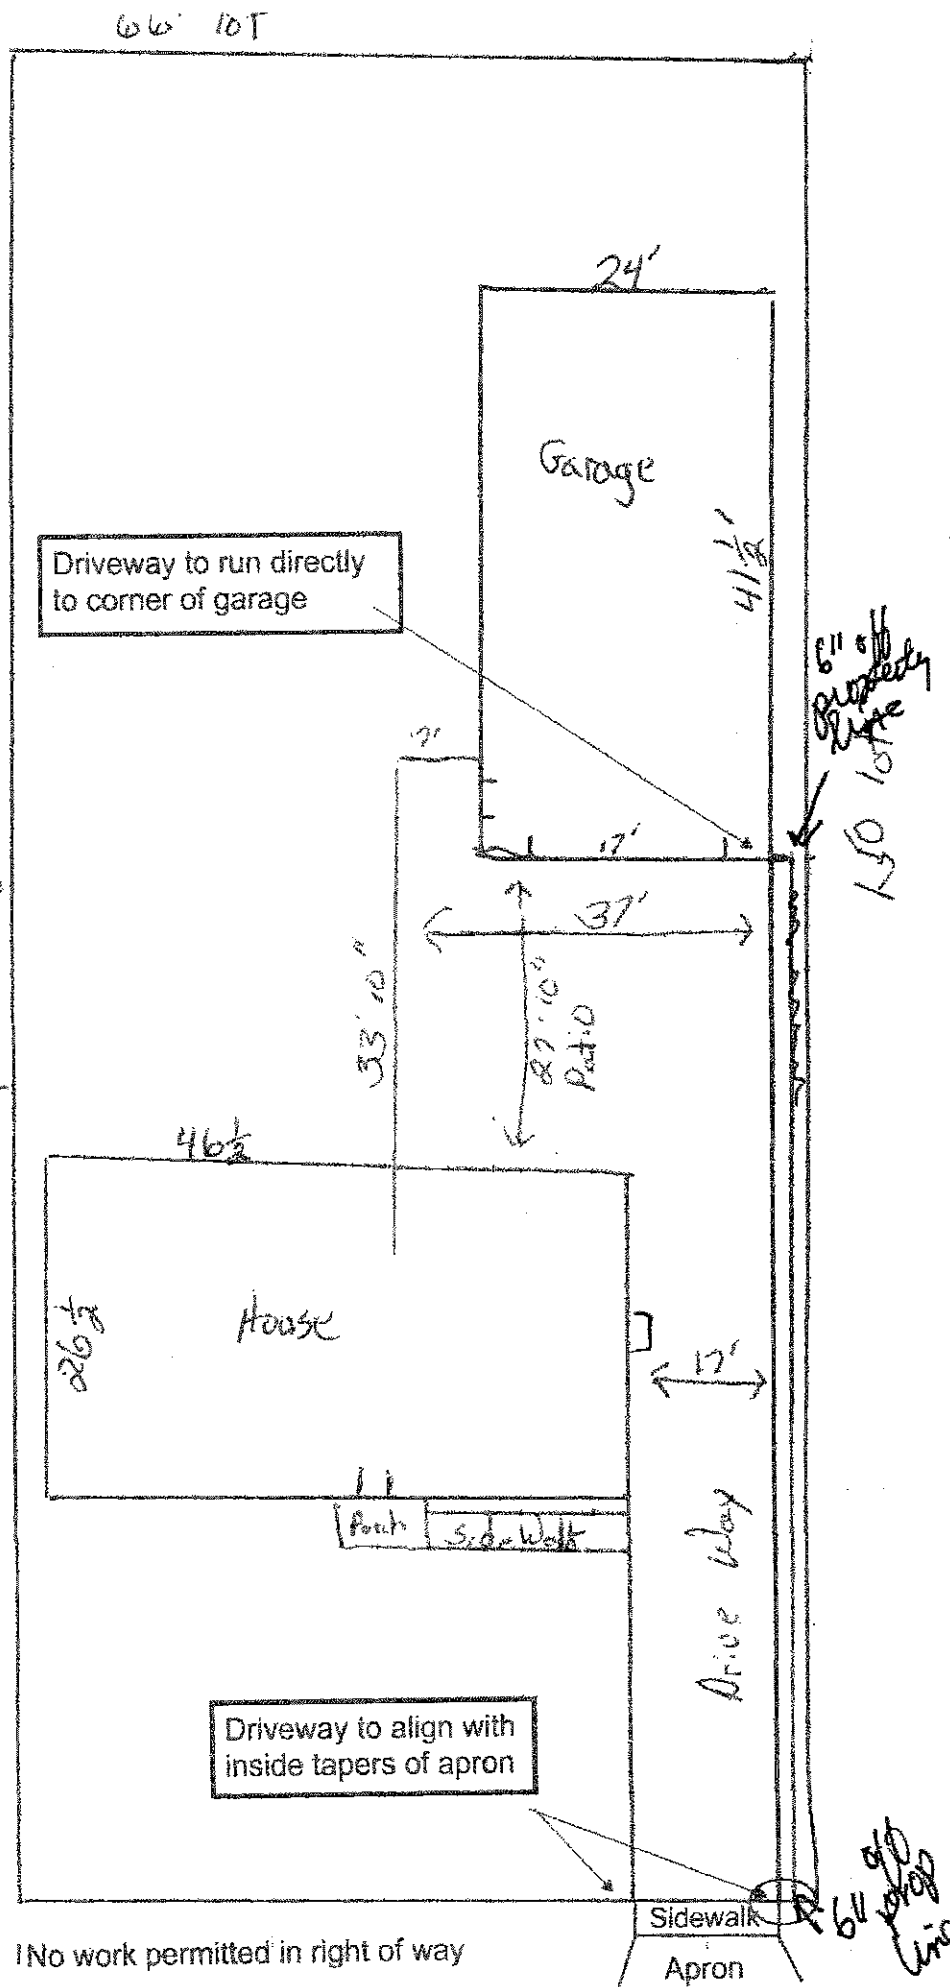 66' lOT
24'
Garage
41 1/2'
Driveway to run directly
to corner of garage
6" off
property
line
150 lOT
7'
17'
37'
33' 10"
27' 10"
Patio
46 1/2
26 1/2
House
17'
Porch
Side Walk
Drive Way
Driveway to align with
inside tapers of apron
6" off
prop
line
Sidewalk
!No work permitted in right of way
Apron